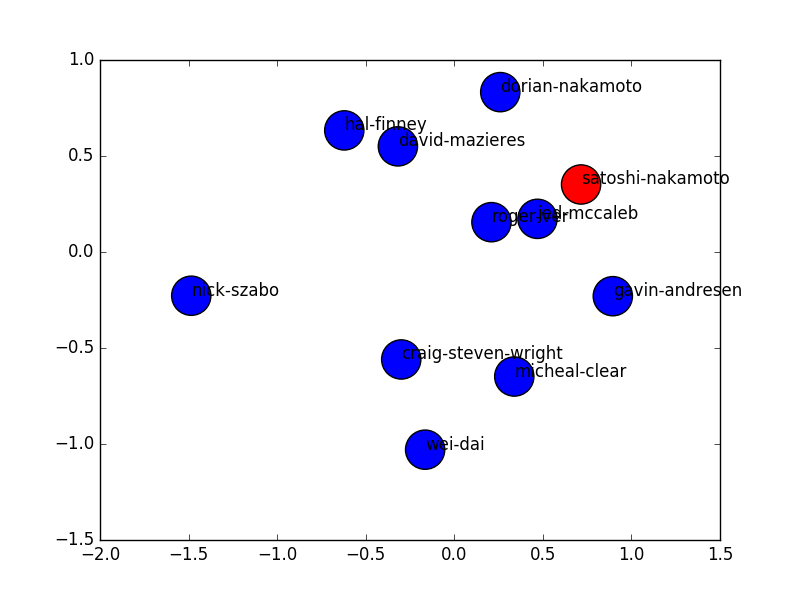 1.0
dorian-nakamoto
hal-finney
david-mazieres
0.5
satoshi-nakamoto
roger-ver
jed-mccaleb
0.0
nick-szabo
gavin-andresen
−0.5
craig-steven-wright
micheal-clear
−1.0
wei-dai
−1.5
−2.0 −1.5 −1.0 −0.5 0.0 0.5 1.0 1.5